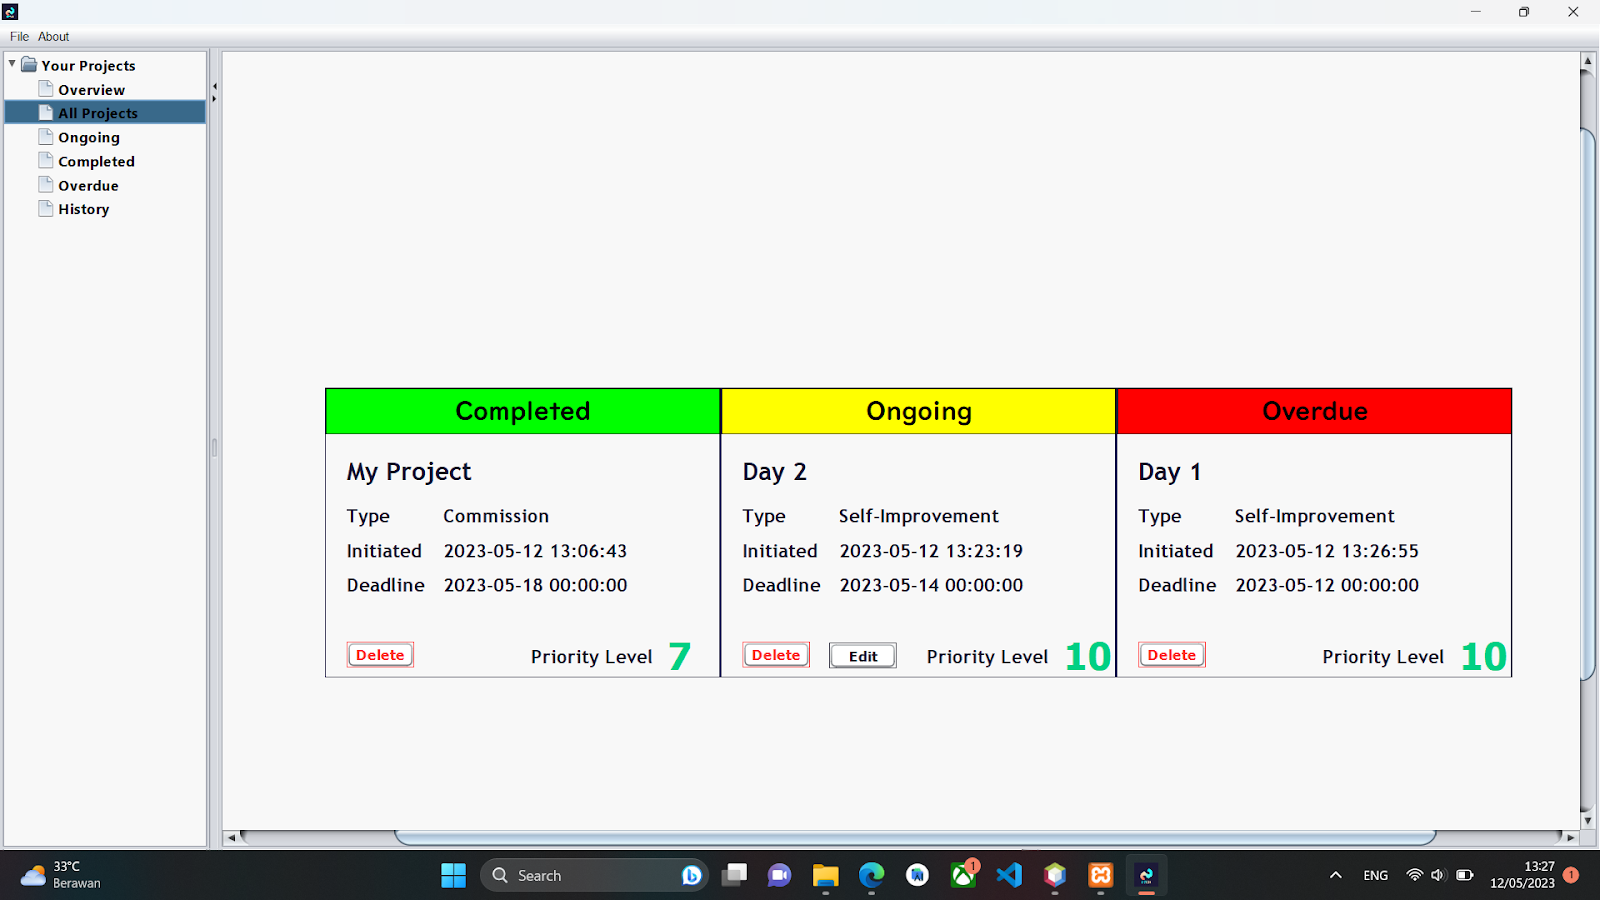 File About
Your Projects
Overview
All Projects
Ongoing
Completed
Overdue
History
Completed
My Project
Type Commission
Initiated 2023-05-12 13:06:43
Deadline 2023-05-18 00:00:00
Delete Priority Level 7
Ongoing
Day 2
Type Self-Improvement
Initiated 2023-05-12 13:23:19
Deadline 2023-05-14 00:00:00
Delete Edit Priority Level 10
Overdue
Day 1
Type Self-Improvement
Initiated 2023-05-12 13:26:55
Deadline 2023-05-12 00:00:00
Delete Priority Level 10
33°C
Berawan
Search
1
ENG
13:27
12/05/2023
1